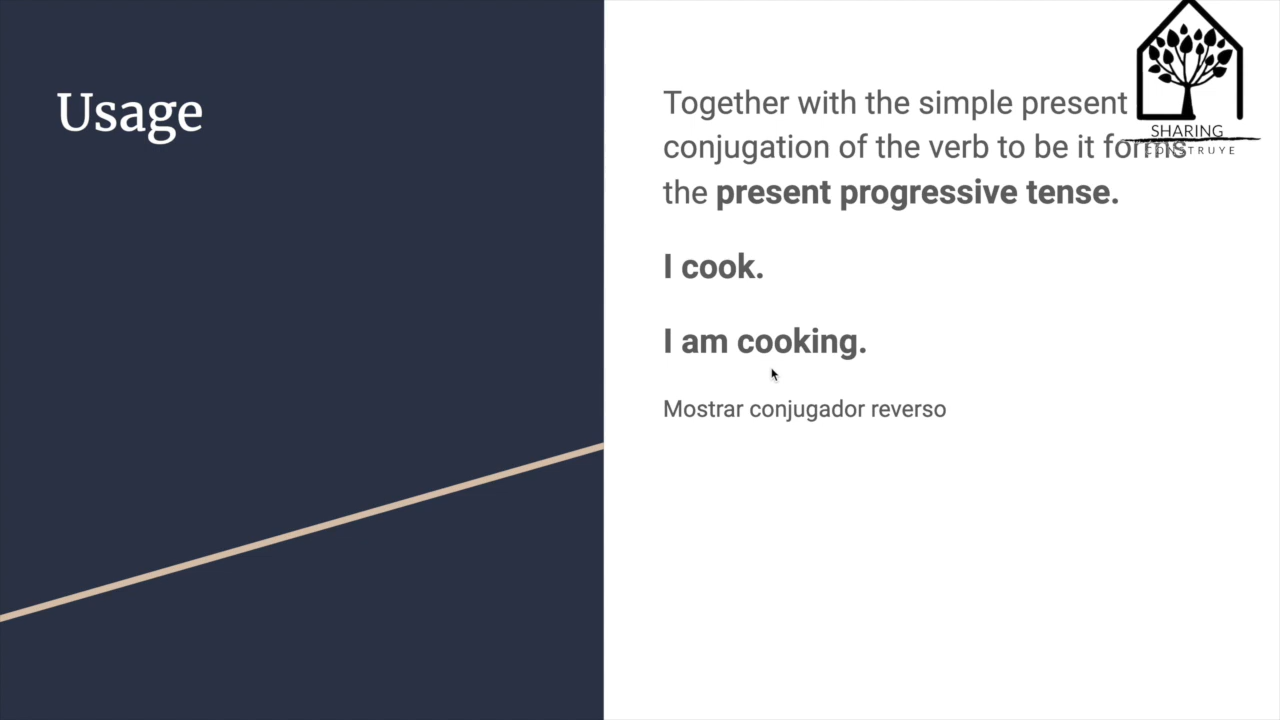 Usage
Together with the simple present
conjugation of the verb to be it forms
the present progressive tense.
I cook.
I am cooking.
Mostrar conjugador reverso
SHARING
CONSTRUYE